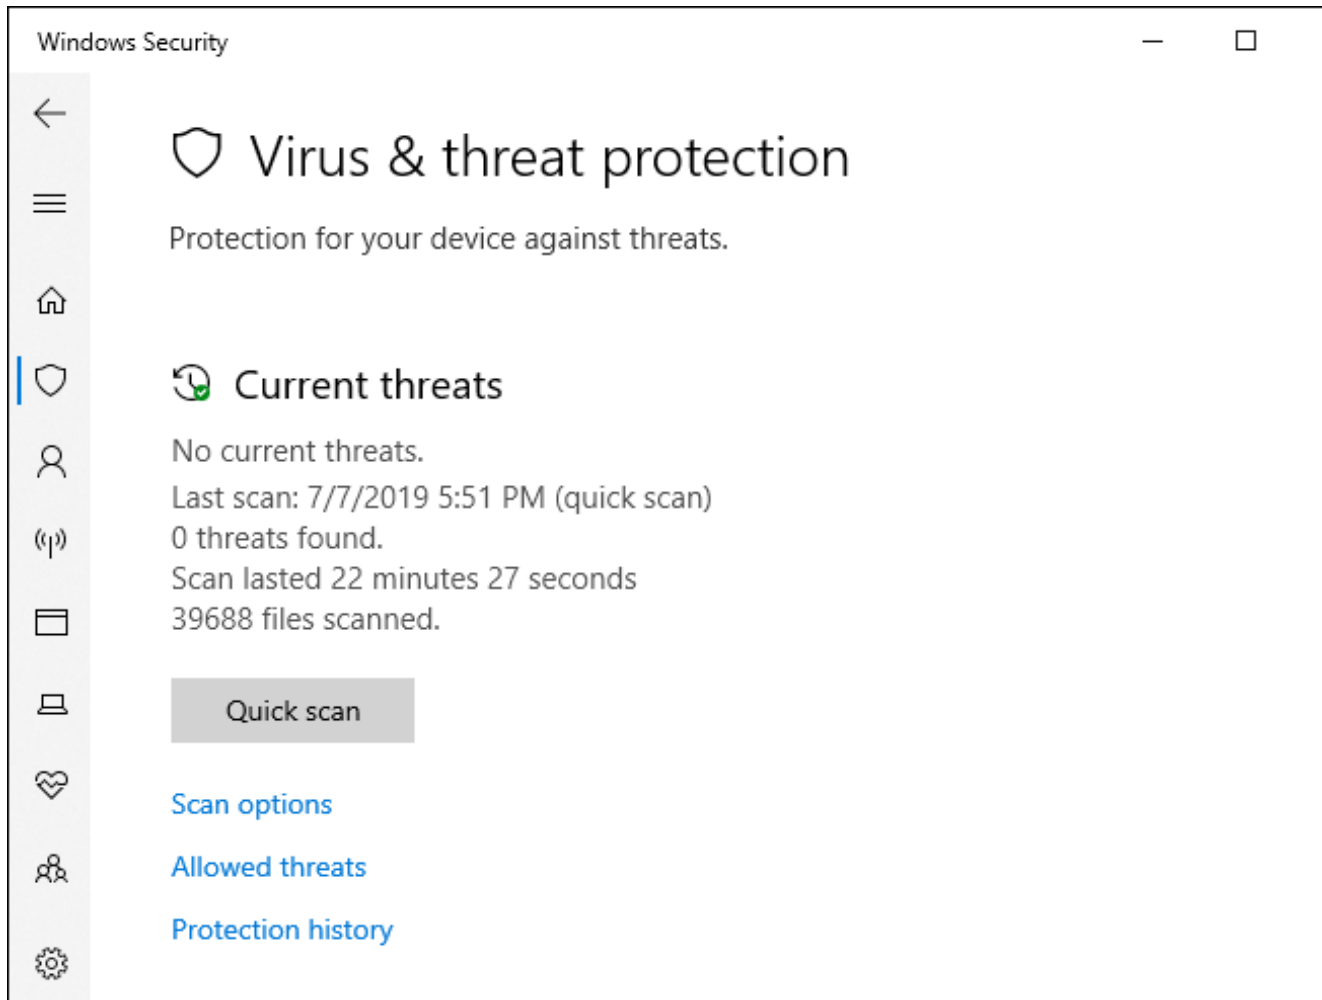 Windows Security
Virus & threat protection
Protection for your device against threats.
Current threats
No current threats.
Last scan: 7/7/2019 5:51 PM (quick scan)
0 threats found.
Scan lasted 22 minutes 27 seconds
39688 files scanned.
Quick scan
Scan options
Allowed threats
Protection history